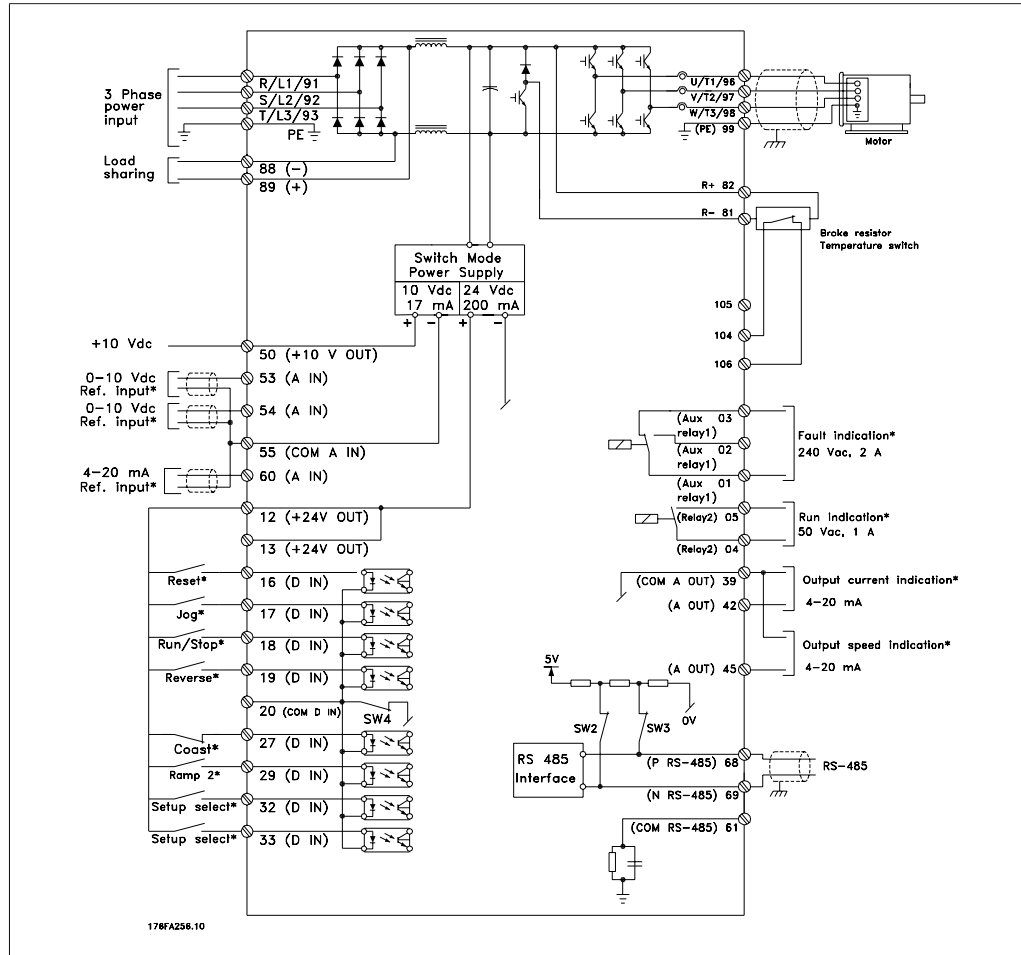 3 Phase
power
input
R/L1/91
S/L2/92
T/L3/93
PE
Load
sharing
88 (-)
89 (+)
U/T1/96
V/T2/97
W/T3/98
(PE) 99
Motor
R+ 82
R- 81
Broke resistor
Temperature switch
Switch Mode
Power Supply
10 Vdc
17 mA
24 Vdc
200 mA
+ - + -
105
104
106
+10 Vdc
50 (+10 V OUT)
0-10 Vdc
Ref. input*
53 (A IN)
0-10 Vdc
Ref. input*
54 (A IN)
55 (COM A IN)
4-20 mA
Ref. input*
60 (A IN)
12 (+24V OUT)
13 (+24V OUT)
(Aux 03
relay1)
(Aux 02
relay1)
(Aux 01
relay1)
Fault indication*
240 Vac, 2 A
(Relay2) 05
(Relay2) 04
Run indication*
50 Vac, 1 A
Reset*
16 (D IN)
Jog*
17 (D IN)
Run/Stop*
18 (D IN)
Reverse*
19 (D IN)
20 (COM D IN)
SW4
Coast*
27 (D IN)
Ramp 2*
29 (D IN)
Setup select*
32 (D IN)
Setup select*
33 (D IN)
(COM A OUT) 39
(A OUT) 42
Output current indication*
4-20 mA
Output speed indication*
(A OUT) 45
4-20 mA
5V
0V
SW2
SW3
RS 485
Interface
(P RS-485) 68
RS-485
(N RS-485) 69
(COM RS-485) 61
176FA256.10